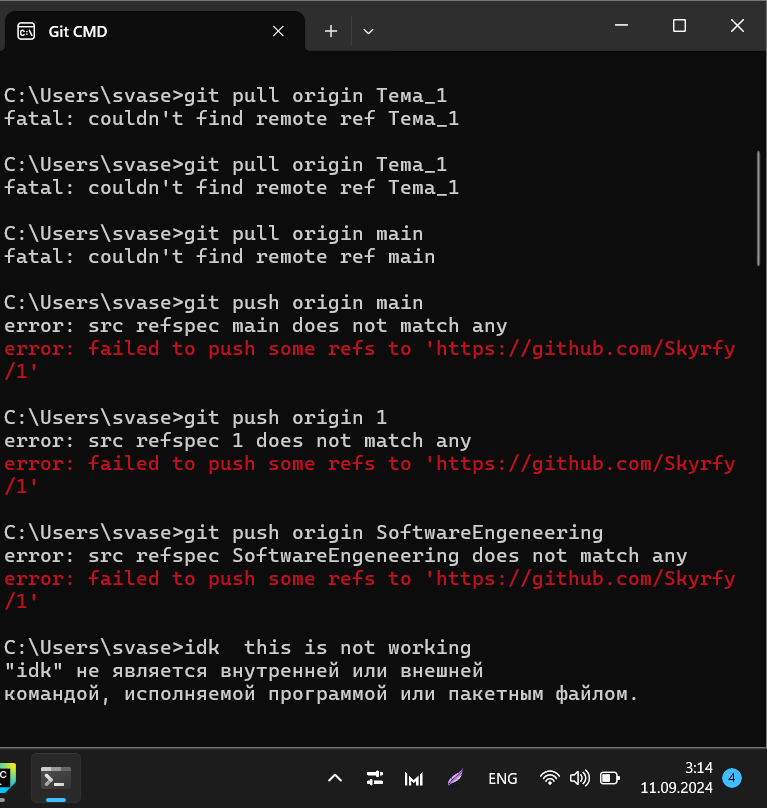 Git CMD
C:\Users\svase>git pull origin Тема_1
fatal: couldn't find remote ref Тема_1
C:\Users\svase>git pull origin Tema_1
fatal: couldn't find remote ref Tema_1
C:\Users\svase>git pull origin main
fatal: couldn't find remote ref main
C:\Users\svase>git push origin main
error: src refspec main does not match any
error: failed to push some refs to 'https://github.com/Skyrfy
/1'
C:\Users\svase>git push origin 1
error: src refspec 1 does not match any
error: failed to push some refs to 'https://github.com/Skyrfy
/1'
C:\Users\svase>git push origin SoftwareEngeneering
error: src refspec SoftwareEngeneering does not match any
error: failed to push some refs to 'https://github.com/Skyrfy
/1'
C:\Users\svase>idk  this is not working
"idk" не является внутренней или внешней
командой, исполняемой программой или пакетным файлом.
ENG
3:14
11.09.2024
4